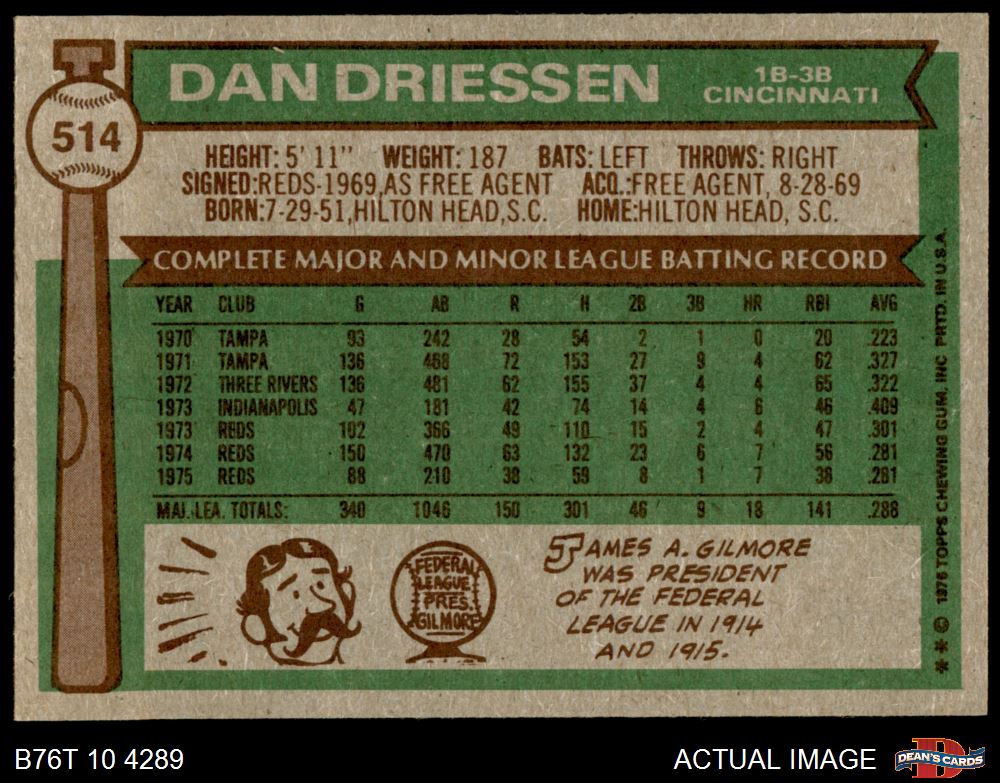 514
DAN DRIESSEN
1B-3B
CINCINNATI
HEIGHT: 5' 11" WEIGHT: 187 BATS: LEFT THROWS: RIGHT
SIGNED:REDS-1969,AS FREE AGENT ACQ.:FREE AGENT, 8-28-69
BORN:7-29-51,HILTON HEAD,S.C. HOME:HILTON HEAD, S.C.
COMPLETE MAJOR AND MINOR LEAGUE BATTING RECORD
YEAR CLUB G AB R H 2B 3B HR RBI AVG
1970 TAMPA 93 242 28 54 2 1 0 20 .223
1971 TAMPA 136 468 72 153 27 9 4 62 .327
1972 THREE RIVERS 136 481 62 155 37 4 4 65 .322
1973 INDIANAPOLIS 47 181 42 74 14 4 6 46 .409
1973 REDS 102 366 49 110 15 2 4 47 .301
1974 REDS 150 470 63 132 23 6 7 56 .281
1975 REDS 88 210 38 59 8 1 7 38 .281
MAJ. LEA. TOTALS: 340 1046 150 301 46 9 18 141 .288
FEDERAL
LEAGUE
PRES.
GILMORE
JAMES A. GILMORE
WAS PRESIDENT
OF THE FEDERAL
LEAGUE IN 1914
AND 1915.
** © 1976 TOPPS CHEWING GUM, INC PRTD. IN U.S.A.
B76T 10 4289
ACTUAL IMAGE
D
DEAN'S CARDS